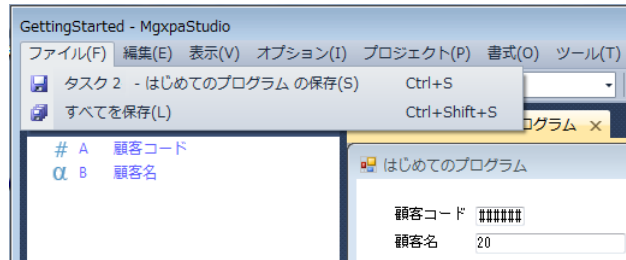 GettingStarted - MgxpaStudio
ファイル(F) 編集(E) 表示(V) オプション(I) プロジェクト(P) 書式(O) ツール(T)
タスク 2 - はじめてのプログラム の保存(S) Ctrl+S
すべてを保存(L) Ctrl+Shift+S
グラム ×
# A 顧客コード
α B 顧客名
はじめてのプログラム
顧客コード ######
顧客名 20